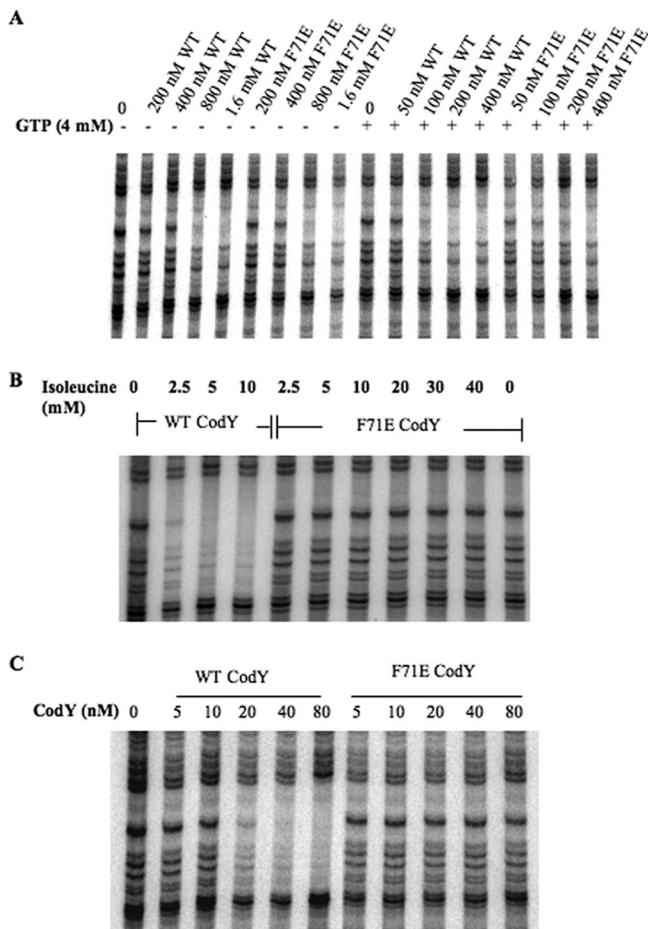 A
0 200 nM WT 400 nM WT 800 nM WT 1.6 mM WT 200 nM F71E 400 nM F71E 800 nM F71E 1.6 mM F71E 0 50 nM WT 100 nM WT 200 nM WT 400 nM WT 50 nM F71E 100 nM F71E 200 nM F71E 400 nM F71E
GTP (4 mM) - - - - - - - - - + + + + + + + + +
B
Isoleucine 0 2.5 5 10 2.5 5 10 20 30 40 0
(mM)
WT CodY F71E CodY
C
WT CodY F71E CodY
CodY (nM) 0 5 10 20 40 80 5 10 20 40 80